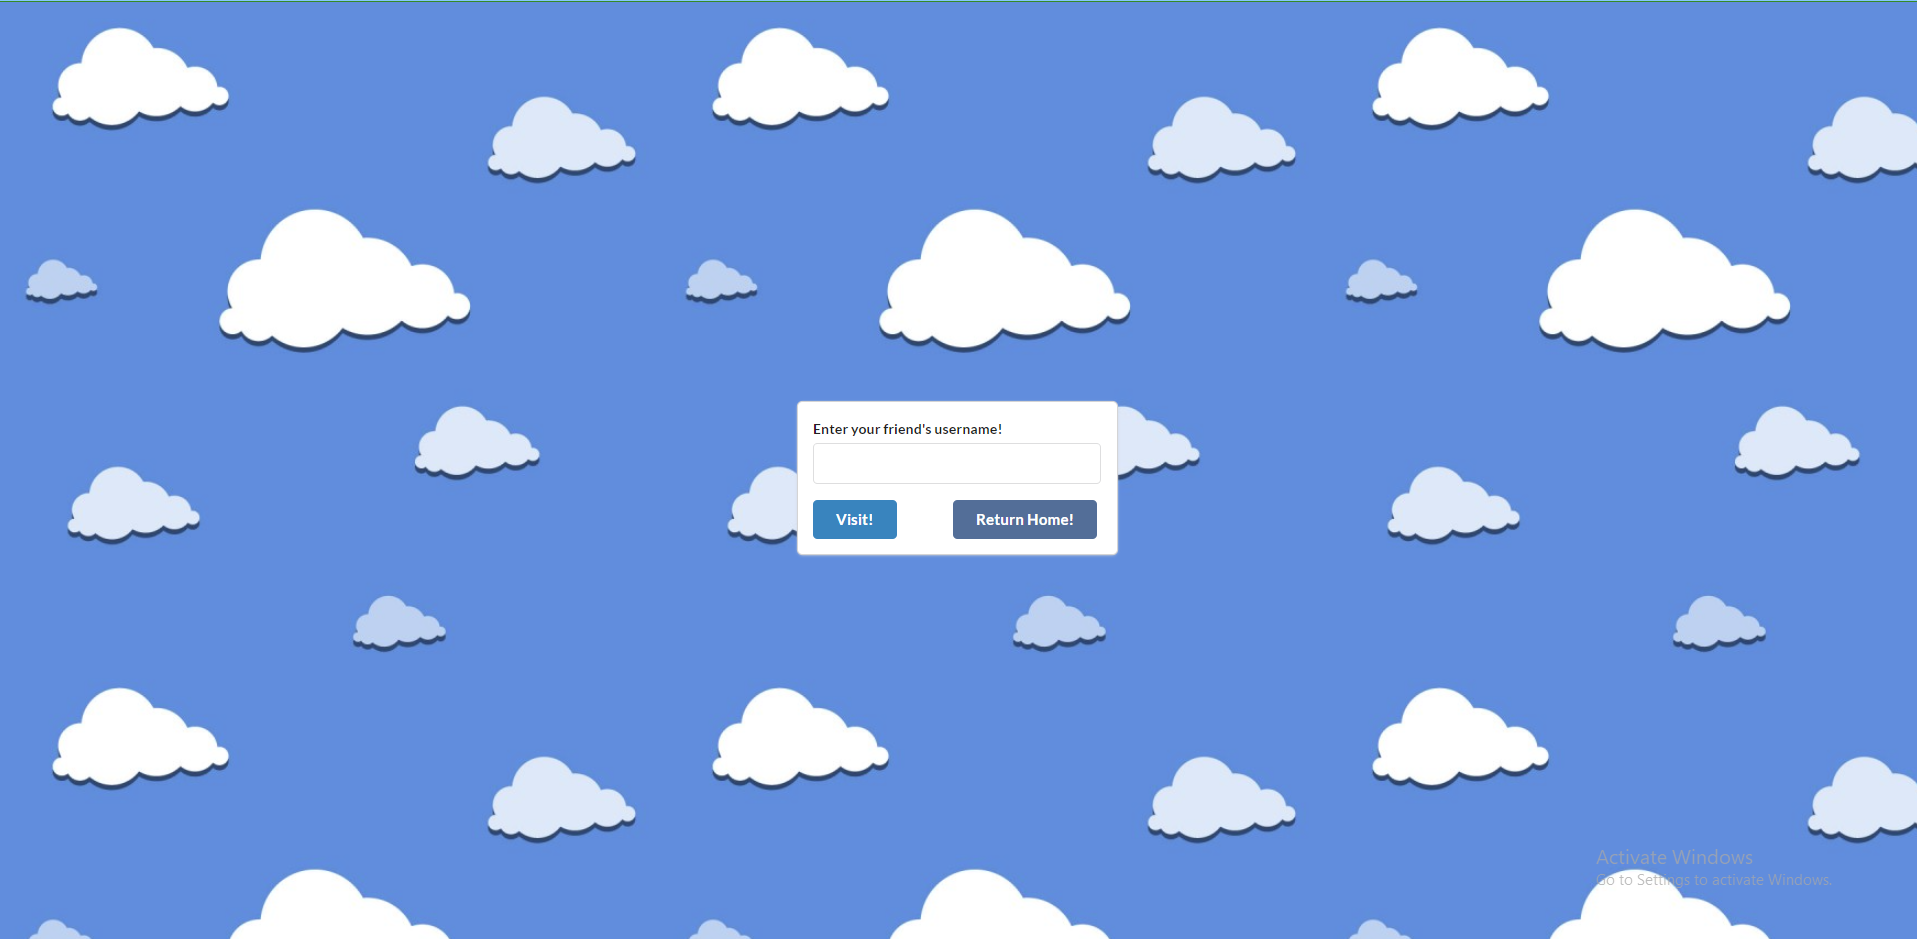 Enter your friend's username!
Visit!
Return Home!
Activate Windows
Go to Settings to activate Windows.